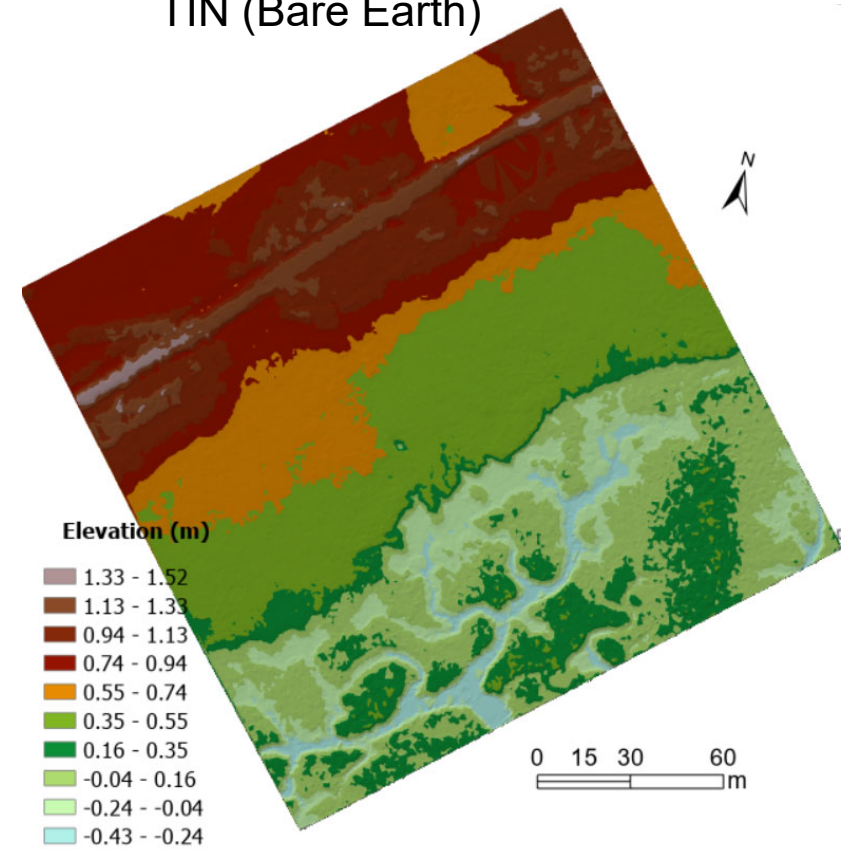 TIN (Bare Earth)
N
Elevation (m)
1.33 - 1.52
1.13 - 1.33
0.94 - 1.13
0.74 - 0.94
0.55 - 0.74
0.35 - 0.55
0.16 - 0.35
-0.04 - 0.16
-0.24 - -0.04
-0.43 - -0.24
0 15 30 60
m